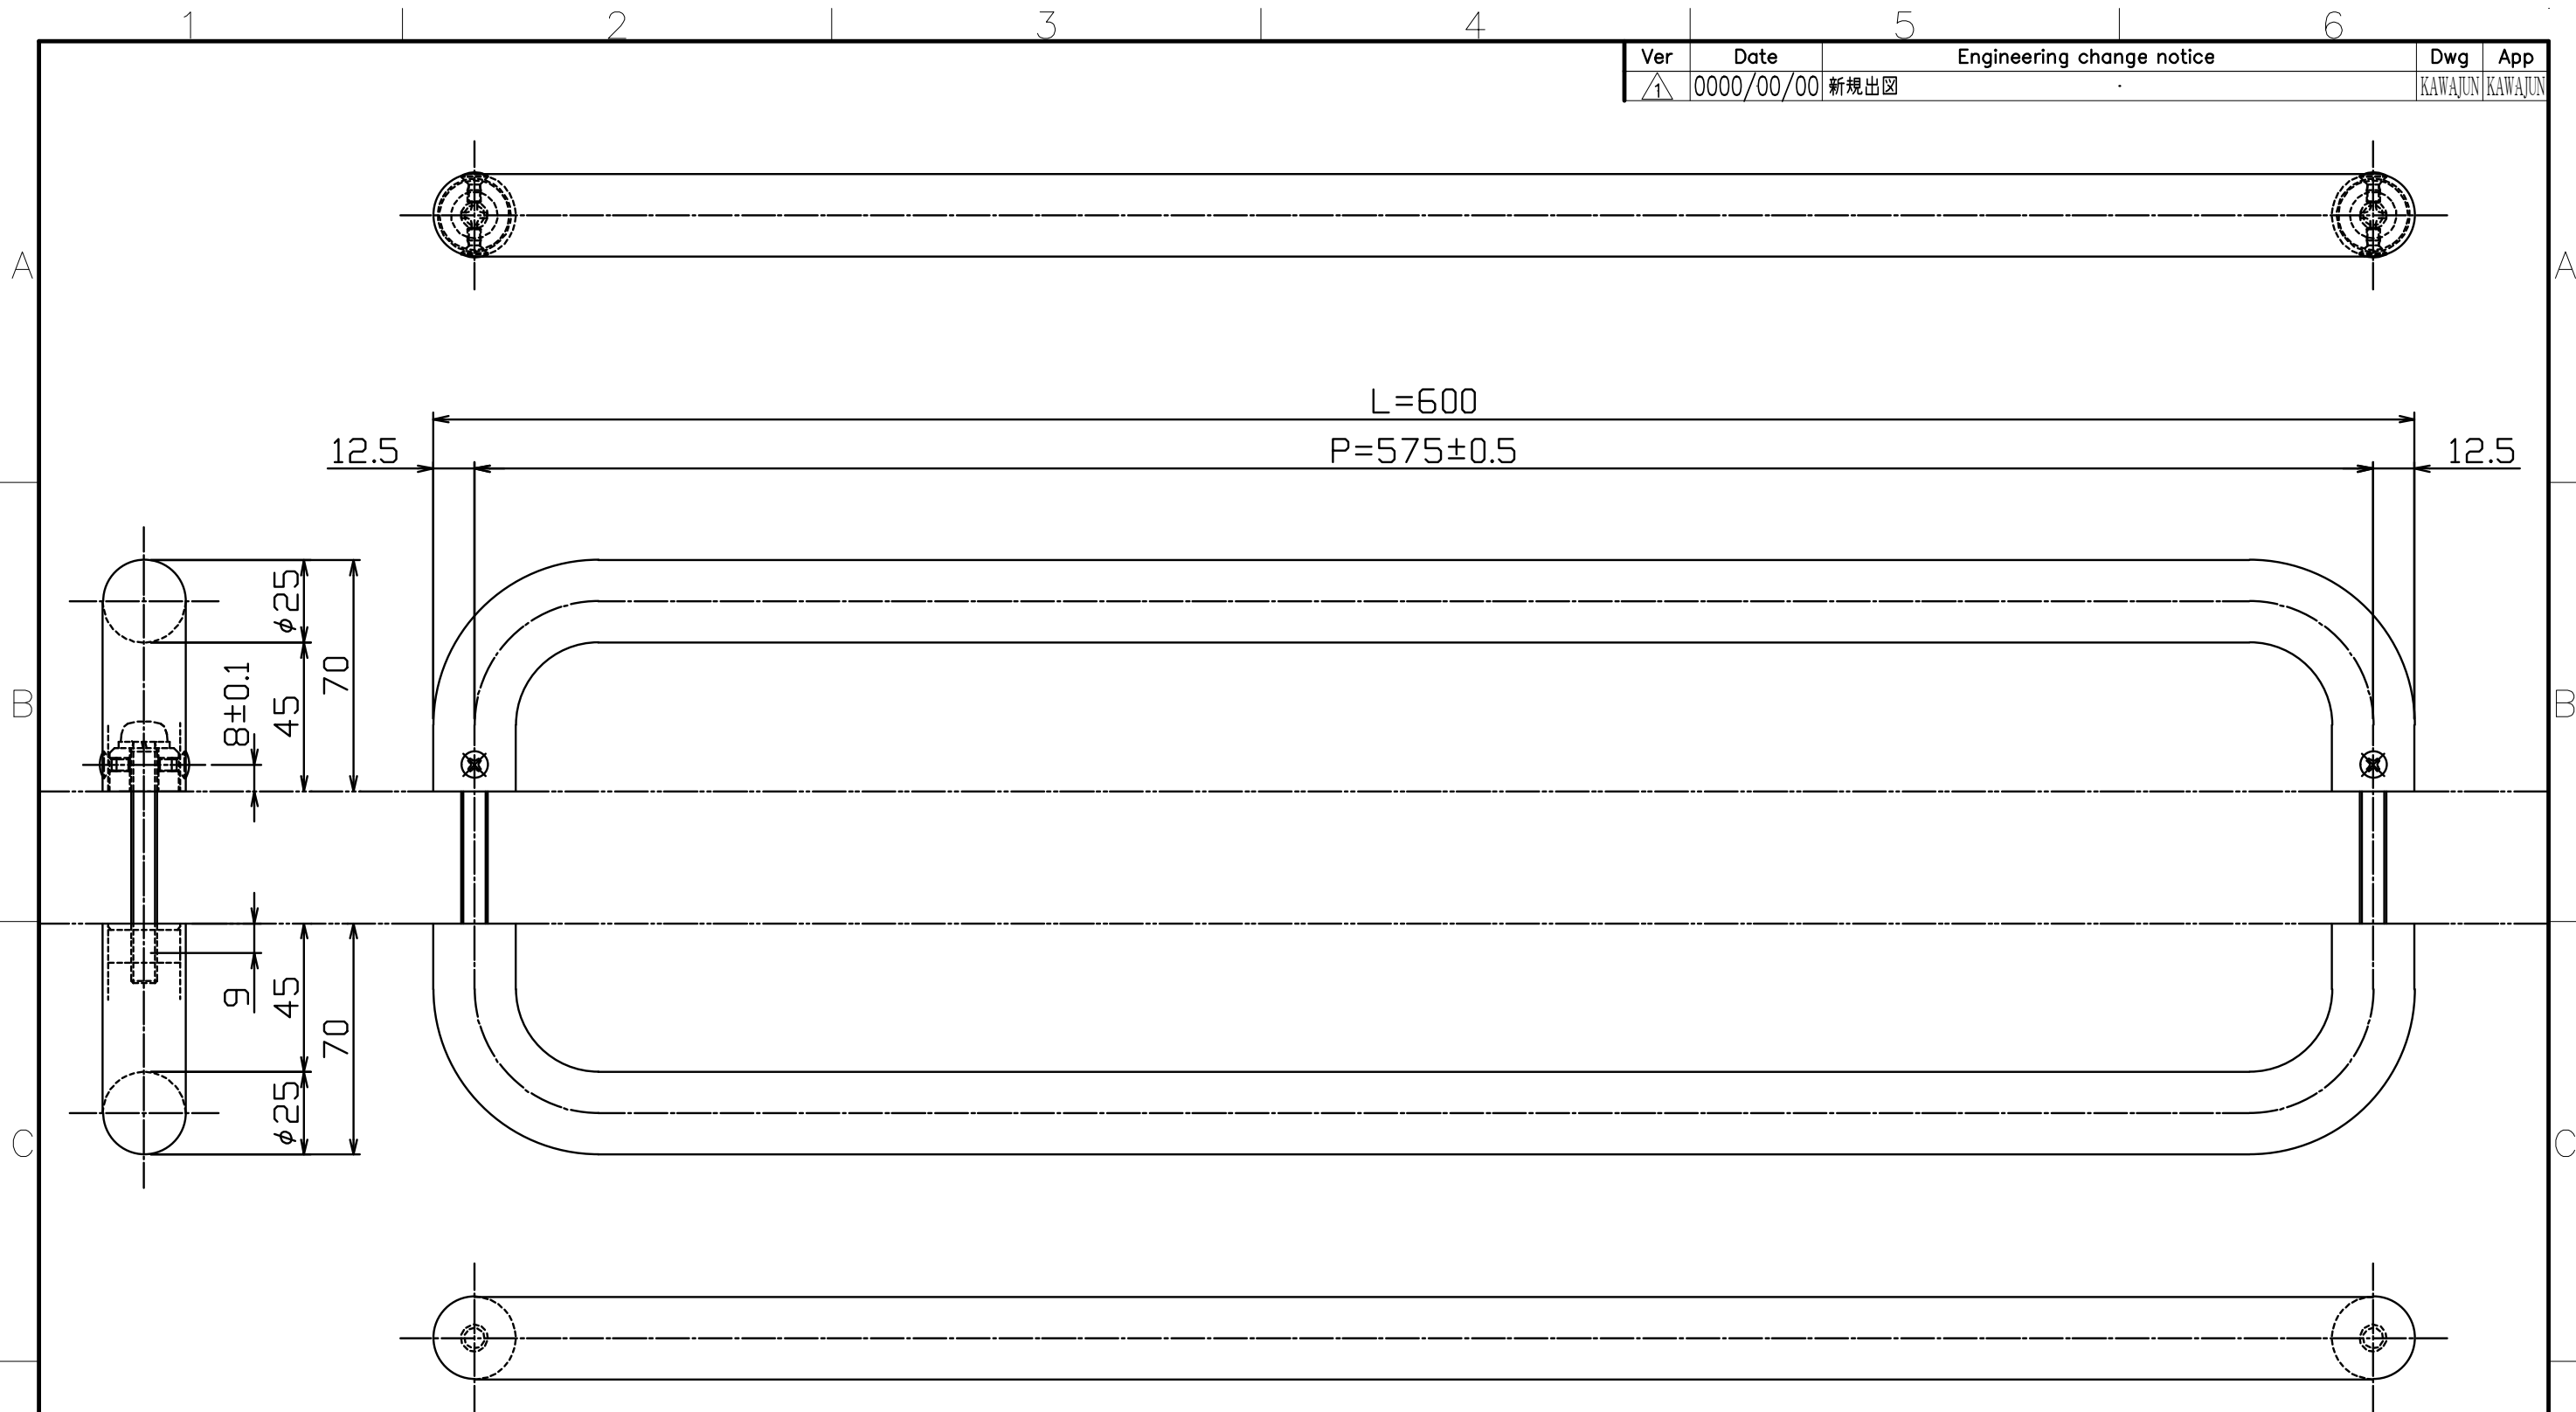 1 2 3 4 5 6
Ver Date Engineering change notice Dwg App
1 0000/00/00 新規出図 KAWAJUN KAWAJUN
A A
L=600
12.5 P=575±0.5 12.5
φ25
8±0.1 45 70
B B
9 45 70
φ25
C C